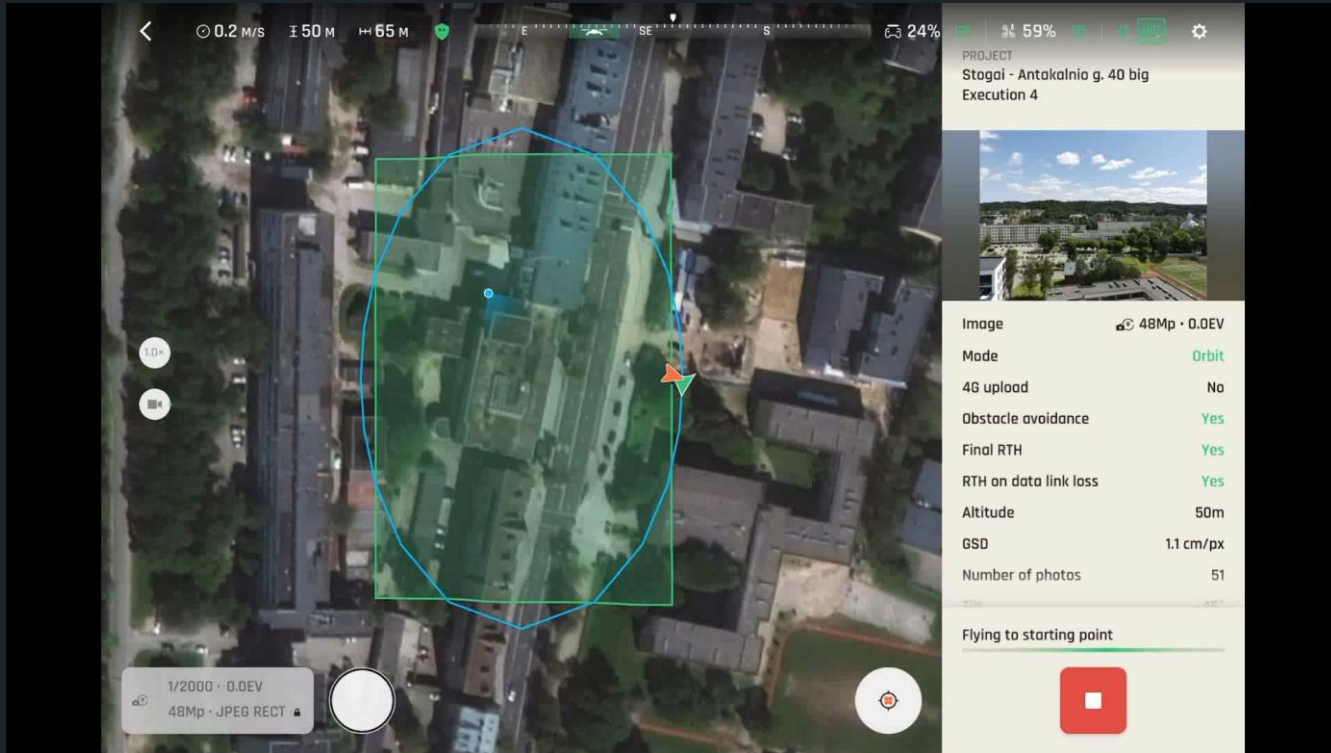 0.2 M/S
50 M
65 M
E
SE
S
24%
59%
PROJECT
Stogai - Antakalnio g. 40 big
Execution 4
1.0×
Image 48Mp · 0.0EV
Mode Orbit
4G upload No
Obstacle avoidance Yes
Final RTH Yes
RTH on data link loss Yes
Altitude 50m
GSD 1.1 cm/px
Number of photos 51
Flying to starting point
1/2000 · 0.0EV
48Mp · JPEG RECT